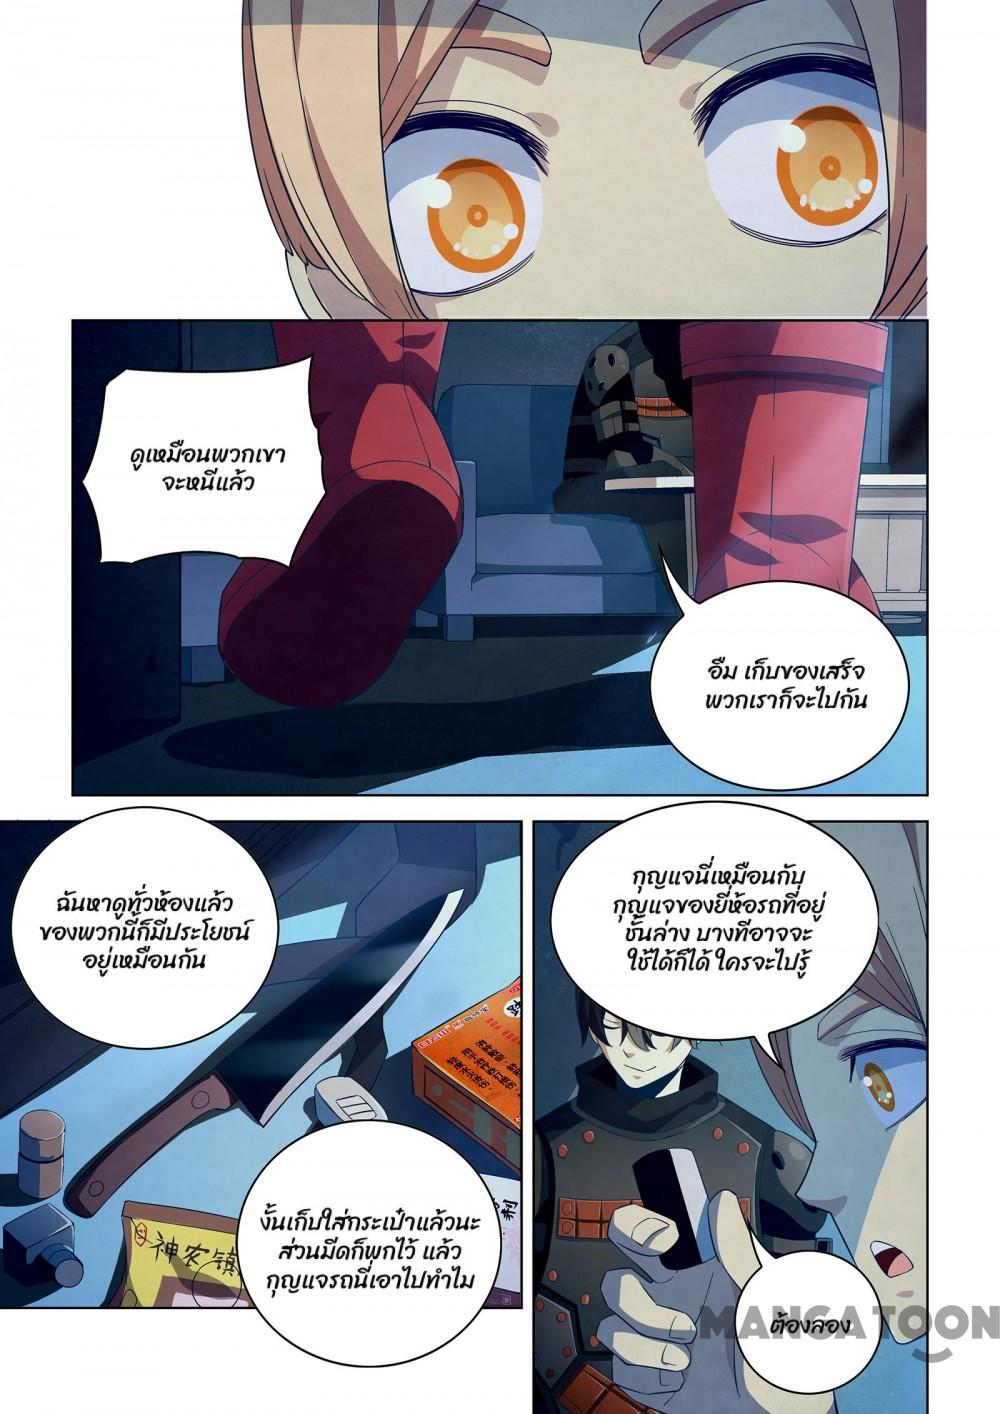 ดูเหมือนพวกเขา
จะหนีแล้ว
อืม เก็บของเสร็จ
พวกเราก็จะไปกัน
ฉันหาดูทั่วห้องแล้ว
ของพวกนี้ก็มีประโยชน์
อยู่เหมือนกัน
งั้นเก็บใส่กระเป๋าแล้วนะ
ส่วนมีดก็พกไว้ แล้ว
กุญแจรถนี่เอาไปทำไม
กุญแจนี่เหมือนกับ
กุญแจของยี่ห้อรถที่อยู่
ชั้นล่าง บางทีอาจจะ
ใช้ได้ก็ได้ ใครจะไปรู้
ต้องลอง
神农镇
MANGATOON